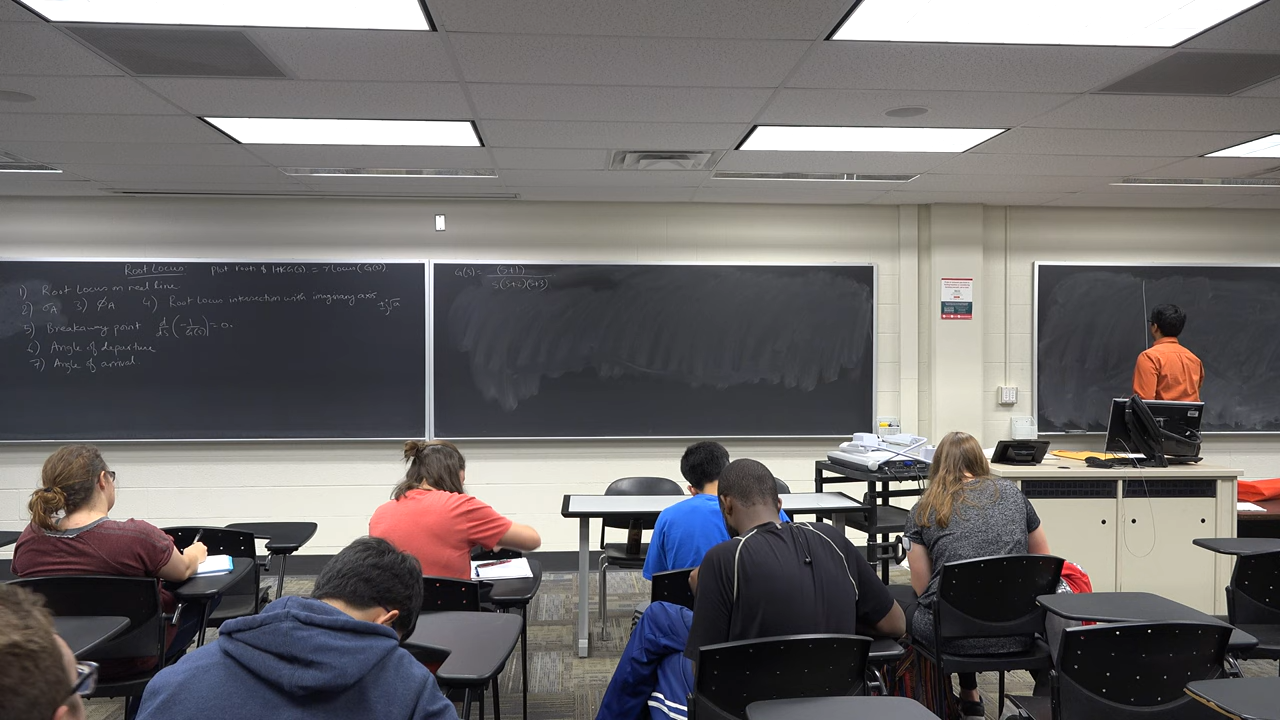 Root Locus: Plot roots of 1+KG(s) = rlocus(G(s))
1) Root Locus on real line
2) σA 3) ϕA 4) Root Locus intersection with imaginary axis
5) Breakaway point d/ds(-1/G(s)) = 0.
6) Angle of departure
7) Angle of arrival.
G(s) = (s+1)
s(s+2)(s+3)